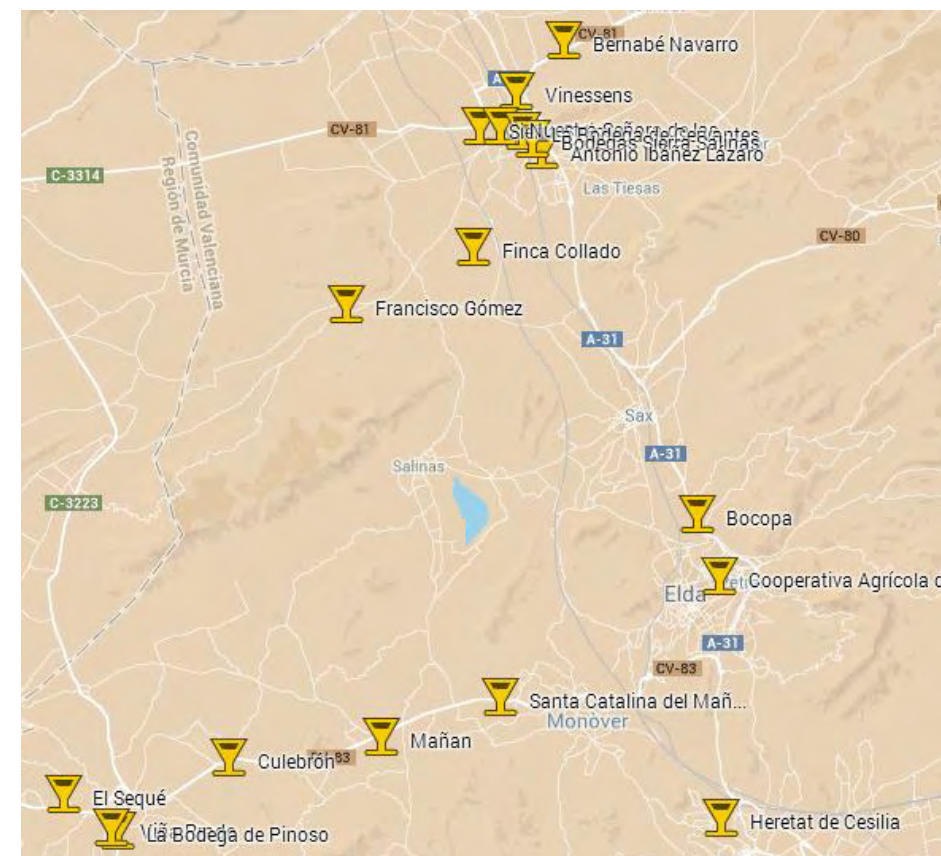 CV-81
Bernabé Navarro
Vinessens
CV-81
Bodegas Sierra Salinas
Antonio Ibáñez Lázaro
C-3314
Las Tiesas
Comunidad Valenciana
Región de Murcia
CV-80
Finca Collado
Francisco Gómez
A-31
Sax
A-31
Salinas
C-3223
Bocopa
Cooperativa Agrícola
Elda
A-31
CV-83
Santa Catalina del Mañ...
Monòver
Mañan
Culebrón
El Sequé
La Bodega de Pinoso
Heretat de Cesilia